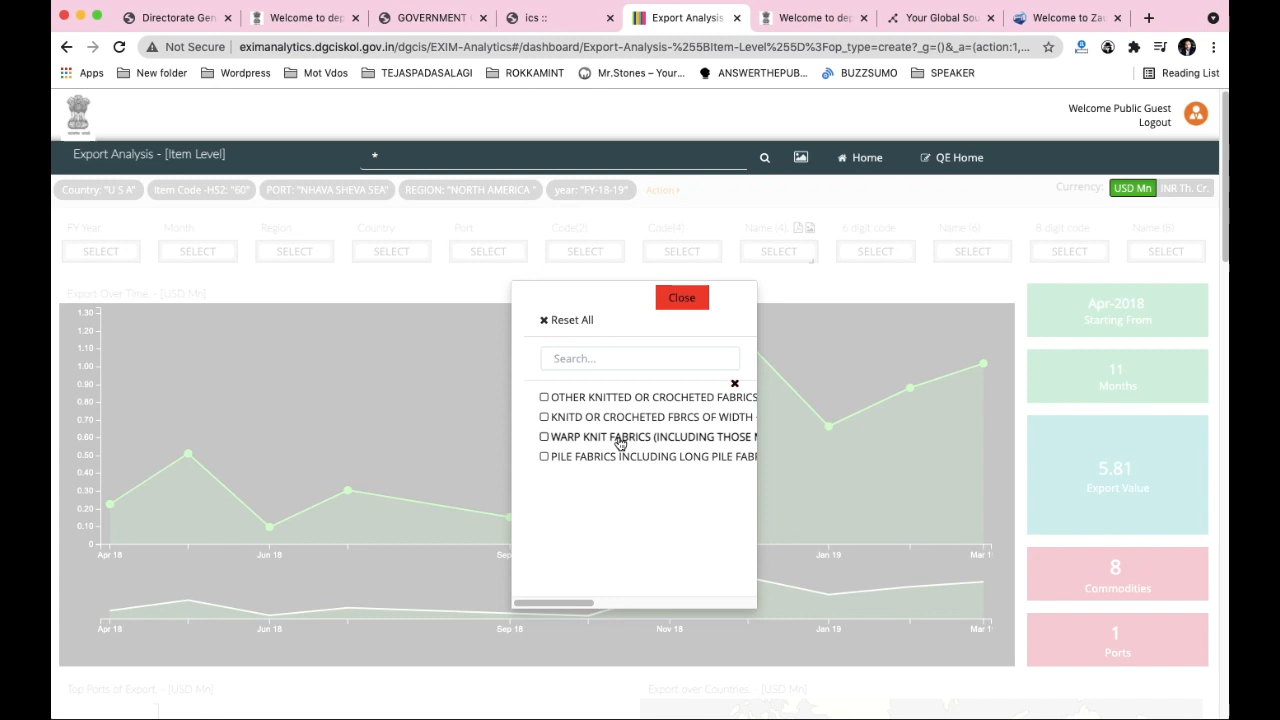 Directorate Gen
Welcome to dep
GOVERNMENT
ics ::
Export Analysis
Welcome to dep
Your Global Sou
Welcome to Zau
Not Secure
eximanalytics.dgciskol.gov.in/dgcis/EXIM-Analytics#/dashboard/Export-Analysis-%255BItem-Level%255D%3Fop_type=create?_g=()&_a=(action:1,...
Apps
New folder
Wordpress
Mot Vdos
TEJASPADASALAGI
ROKKAMINT
Mr.Stones – Your...
ANSWERTHEPUB...
BUZZSUMO
SPEAKER
Reading List
Welcome Public Guest
Logout
Export Analysis - [Item Level]
*
Home
QE Home
Country: "U S A"
Item Code -HS2: "60"
PORT: "NHAVA SHEVA SEA"
REGION: "NORTH AMERICA "
year: "FY-18-19"
Action
Currency:
USD Mn
INR Th. Cr.
FY Year
Month
Region
Country
Port
Code(2)
Code(4)
Name (4)
6 digit code
Name (6)
8 digit code
Name (8)
SELECT
SELECT
SELECT
SELECT
SELECT
SELECT
SELECT
SELECT
SELECT
SELECT
SELECT
SELECT
Export Over Time. - [USD Mn]
1.30
1.20
1.10
1.00
0.90
0.80
0.70
0.60
0.50
0.40
0.30
0.20
0.10
0
Apr 18
Jun 18
Sep
Jan 19
Mar 1
Apr 18
Jun 18
Sep 18
Nov 18
Jan 19
Mar 1
Close
Reset All
Search...
OTHER KNITTED OR CROCHETED FABRICS
KNITD OR CROCHETED FBRCS OF WIDTH
WARP KNIT FABRICS (INCLUDING THOSE M
PILE FABRICS INCLUDING LONG PILE FABR
Apr-2018
Starting From
11
Months
5.81
Export Value
8
Commodities
1
Ports
Top Ports of Export. - [USD Mn]
Export over Countries. - [USD Mn]